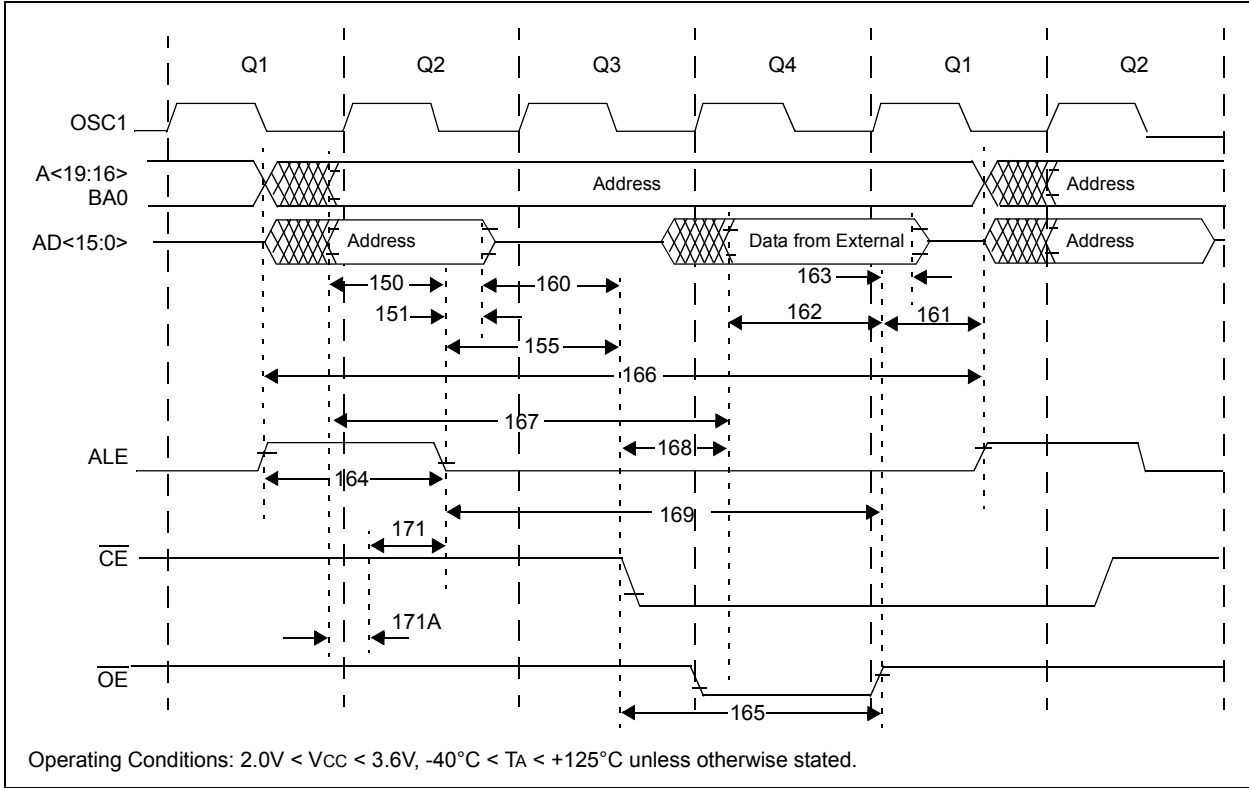 Q1 Q2 Q3 Q4 Q1 Q2
OSC1
A<19:16>
BA0
Address
Address
AD<15:0>
Address
Data from External
Address
150
160
163
151
162
161
155
166
167
168
ALE
164
169
171
CE
171A
OE
165
Operating Conditions: 2.0V < VCC < 3.6V, -40°C < TA < +125°C unless otherwise stated.